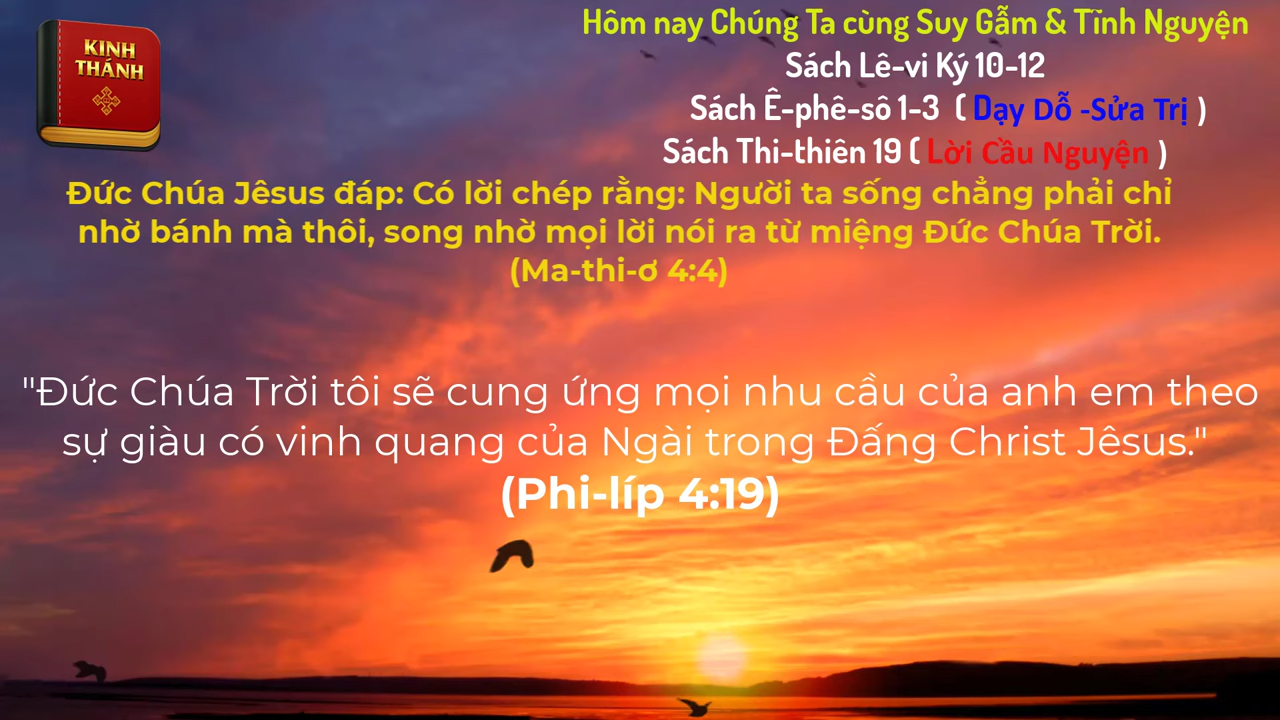 KINH
THÁNH
Hôm nay Chúng Ta cùng Suy Gẫm & Tĩnh Nguyện
Sách Lê-vi Ký 10-12
Sách Ê-phê-sô 1-3 ( Dạy Dỗ -Sửa Trị )
Sách Thi-thiên 19 ( Lời Cầu Nguyện )
Đức Chúa Jêsus đáp: Có lời chép rằng: Người ta sống chẳng phải chỉ
nhờ bánh mà thôi, song nhờ mọi lời nói ra từ miệng Đức Chúa Trời.
(Ma-thi-ơ 4:4)
"Đức Chúa Trời tôi sẽ cung ứng mọi nhu cầu của anh em theo
sự giàu có vinh quang của Ngài trong Đấng Christ Jêsus."
(Phi-líp 4:19)